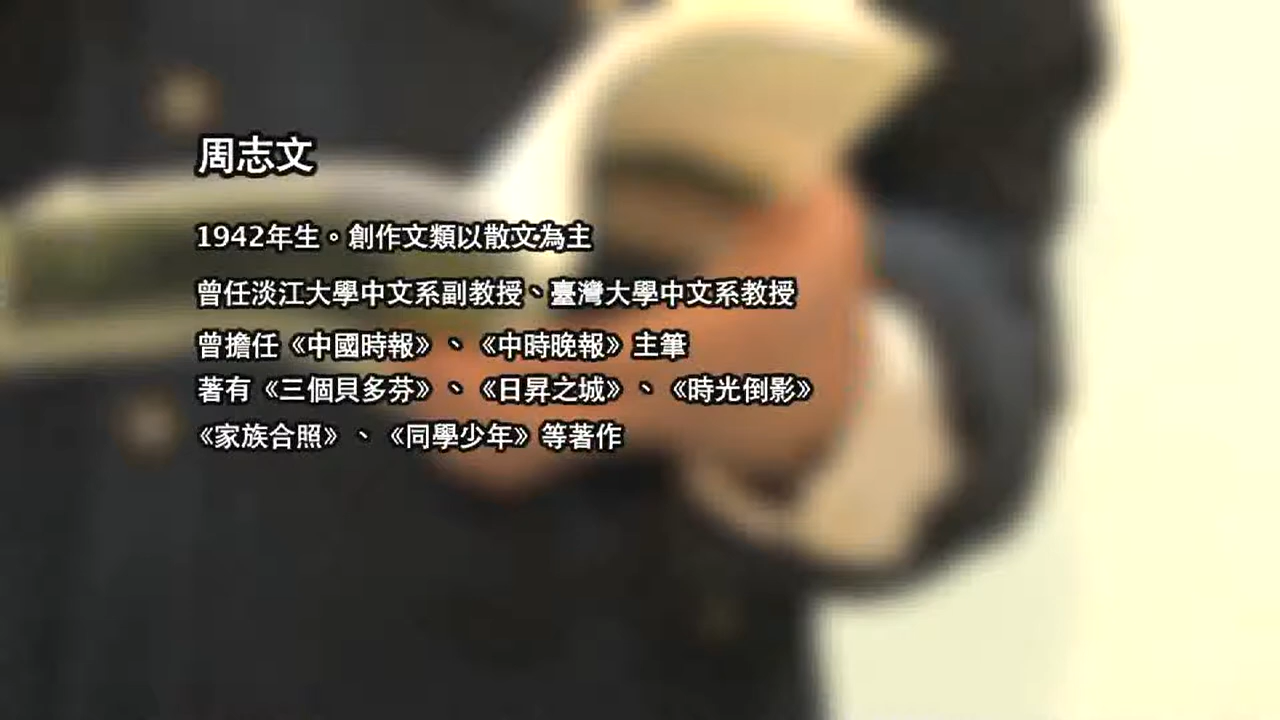 周志文
1942年生。創作文類以散文為主
曾任淡江大學中文系副教授、臺灣大學中文系教授
曾擔任《中國時報》、《中時晚報》主筆
著有《三個貝多芬》、《日昇之城》、《時光倒影》
《家族合照》、《同學少年》等著作